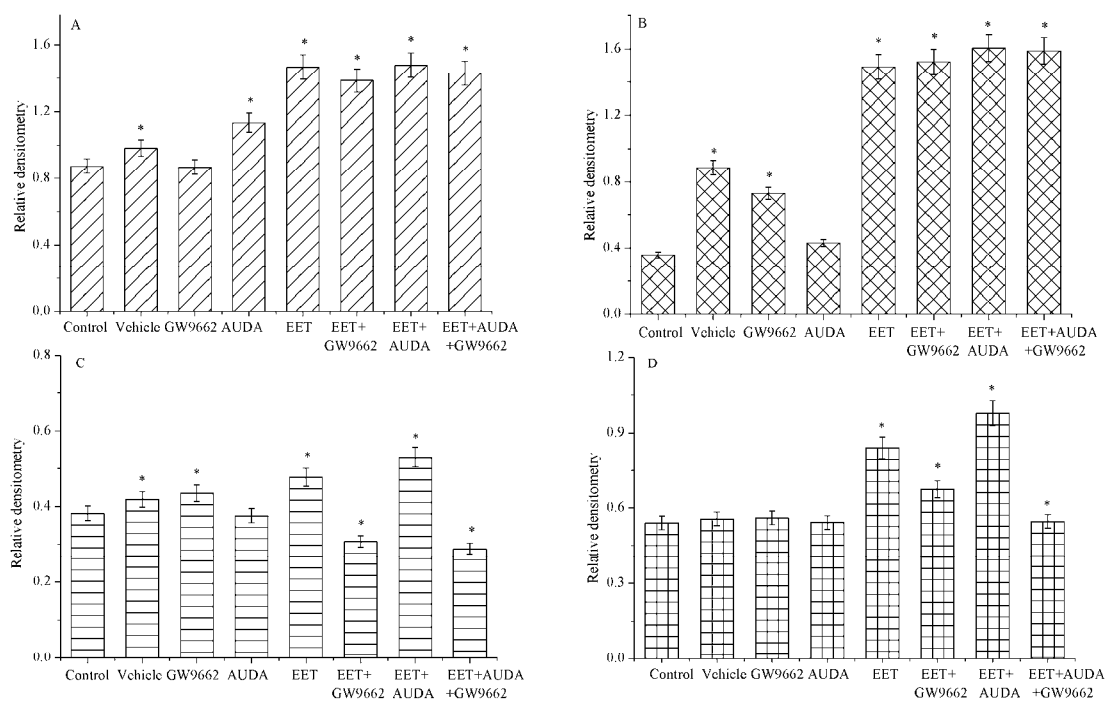 A
Relative densitometry
1.6
1.2
0.8
0.4
0.0
* * * * * *
Control Vehicle GW9662 AUDA EET EET+ EET+ EET+AUDA
GW9662 AUDA +GW9662
B
Relative densitometry
1.6
1.2
0.8
0.4
0.0
* * * * * *
Control Vehicle GW9662 AUDA EET EET+ EET+ EET+AUDA
GW9662 AUDA +GW9662
C
Relative densitometry
0.8
0.6
0.4
0.2
0.0
* * * * * *
Control Vehicle GW9662 AUDA EET EET+ EET+ EET+AUDA
GW9662 AUDA +GW9662
D
Relative densitometry
1.2
0.9
0.6
0.3
0.0
* * * *
Control Vehicle GW9662 AUDA EET EET+ EET+ EET+AUDA
GW9662 AUDA +GW9662